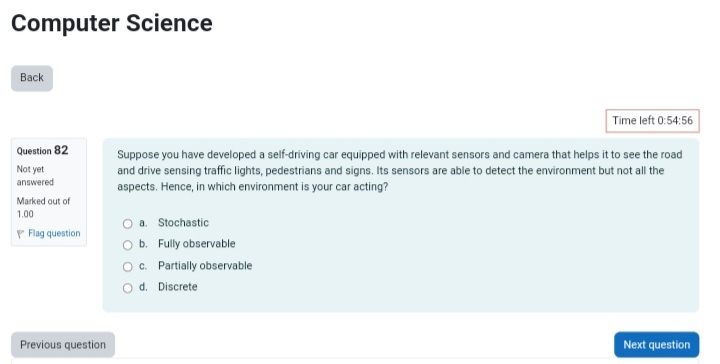 Computer Science
Back
Time left 0:54:56
Question 82
Not yet
answered
Marked out of
1.00
Flag question
Suppose you have developed a self-driving car equipped with relevant sensors and camera that helps it to see the road
and drive sensing traffic lights, pedestrians and signs. Its sensors are able to detect the environment but not all the
aspects. Hence, in which environment is your car acting?
a. Stochastic
b. Fully observable
c. Partially observable
d. Discrete
Previous question
Next question